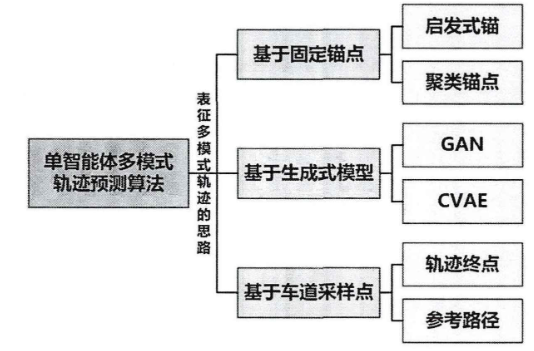 单智能体多模式
轨迹预测算法
表征多模式轨迹的思路
基于固定锚点
启发式锚
聚类锚点
基于生成式模型
GAN
CVAE
基于车道采样点
轨迹终点
参考路径